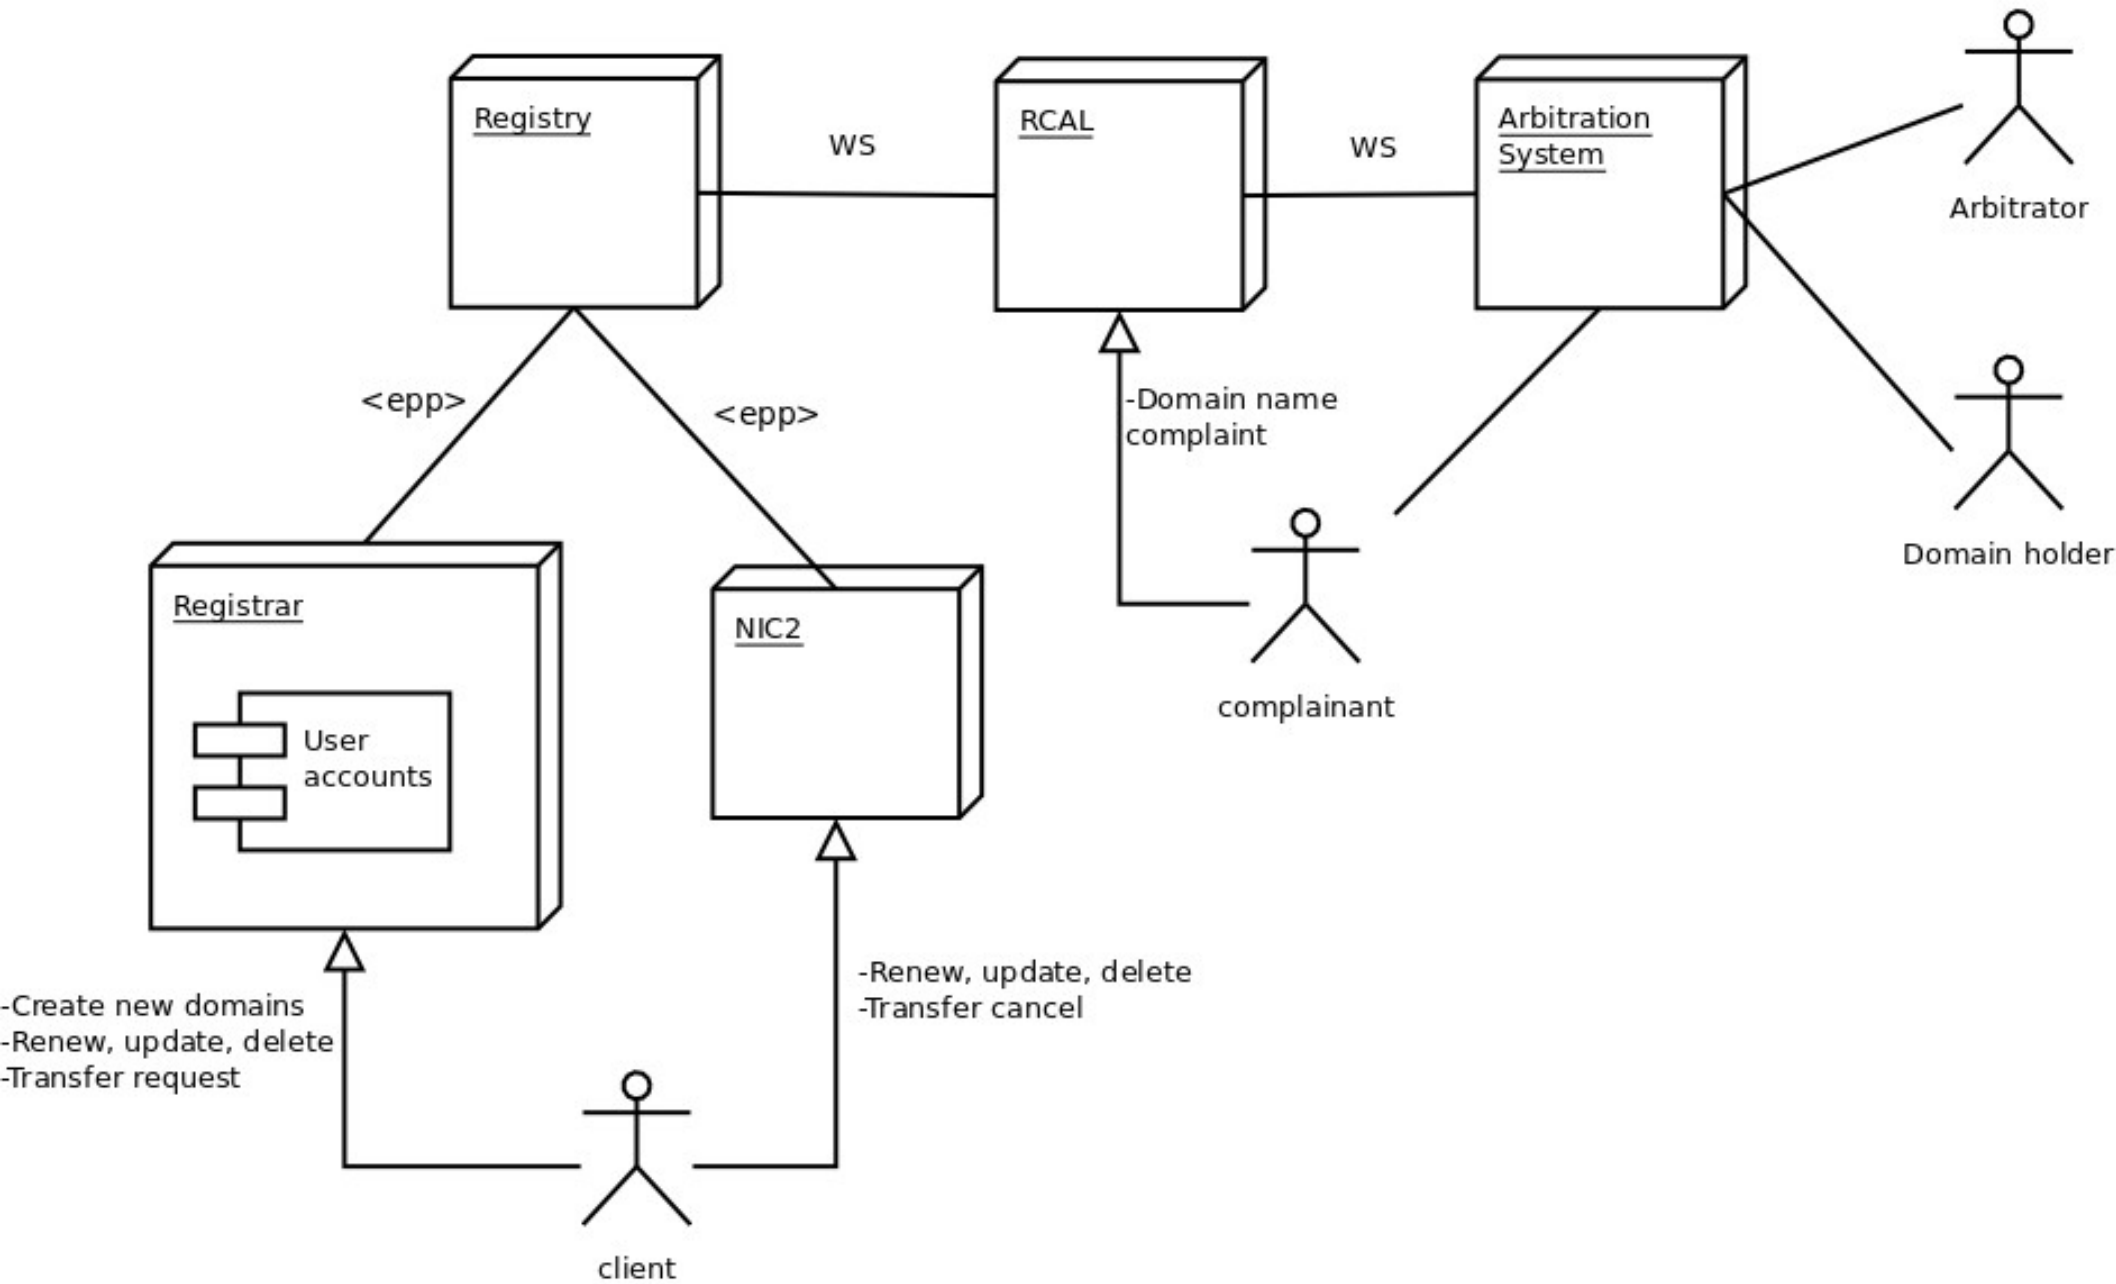 Registry
WS
RCAL
WS
Arbitration
System
Arbitrator
<epp>
<epp>
-Domain name
complaint
Domain holder
Registrar
User
accounts
NIC2
complainant
-Create new domains
-Renew, update, delete
-Transfer request
-Renew, update, delete
-Transfer cancel
client